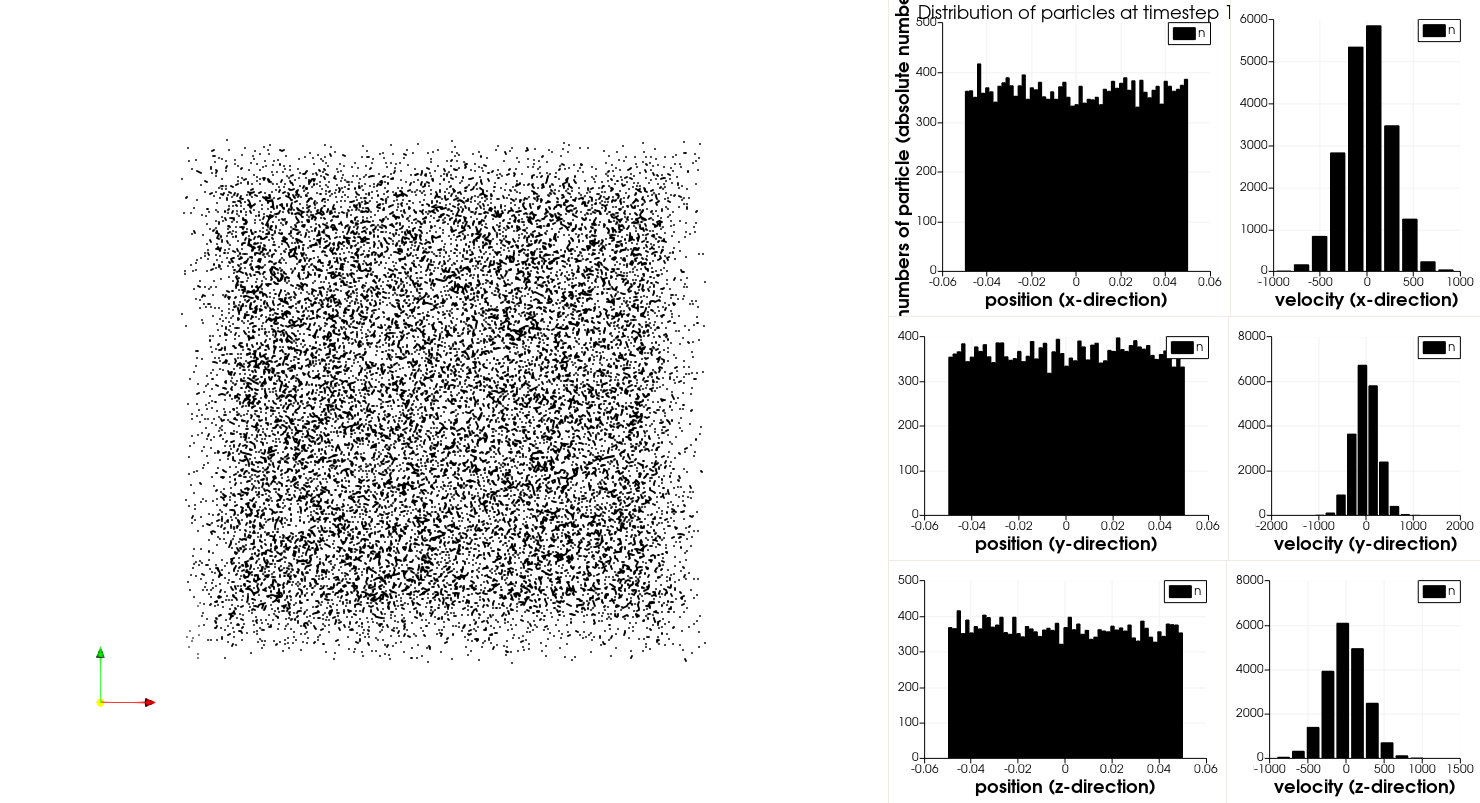 Distribution of particles at timestep 1
numbers of particle (absolute numbe
500
400
300
200
100
0
-0.06 -0.04 -0.02 0 0.02 0.04 0.06
position (x-direction)
n
6000
5000
4000
3000
2000
1000
0
-1000 -500 0 500 1000
velocity (x-direction)
n
400
300
200
100
0
-0.06 -0.04 -0.02 0 0.02 0.04 0.06
position (y-direction)
n
8000
6000
4000
2000
0
-2000 -1000 0 1000 2000
velocity (y-direction)
n
500
400
300
200
100
0
-0.06 -0.04 -0.02 0 0.02 0.04 0.06
position (z-direction)
n
8000
6000
4000
2000
0
-1000 -500 0 500 1000 1500
velocity (z-direction)
n